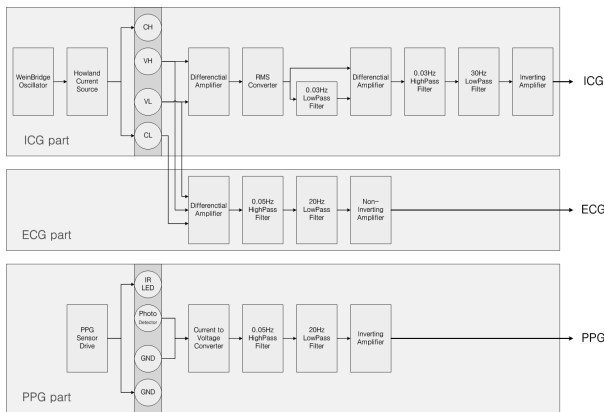 CH
WeinBridge
Oscillator
Howland
Current
Source
VH
VL
CL
Differenctial
Amplifier
RMS
Converter
0.03Hz
LowPass
Filter
Differenctial
Amplifier
0.03Hz
HighPass
Filter
30Hz
LowPass
Filter
Inverting
Amplifier
ICG
ICG part
Differenctial
Amplifier
0.05Hz
HighPass
Filter
20Hz
LowPass
Filter
Non-
Inverting
Amplifier
ECG
ECG part
IR
LED
Photo
Detector
GND
GND
PPG
Sensor
Drive
Current to
Voltage
Converter
0.05Hz
HighPass
Filter
20Hz
LowPass
Filter
Inverting
Amplifier
PPG
PPG part